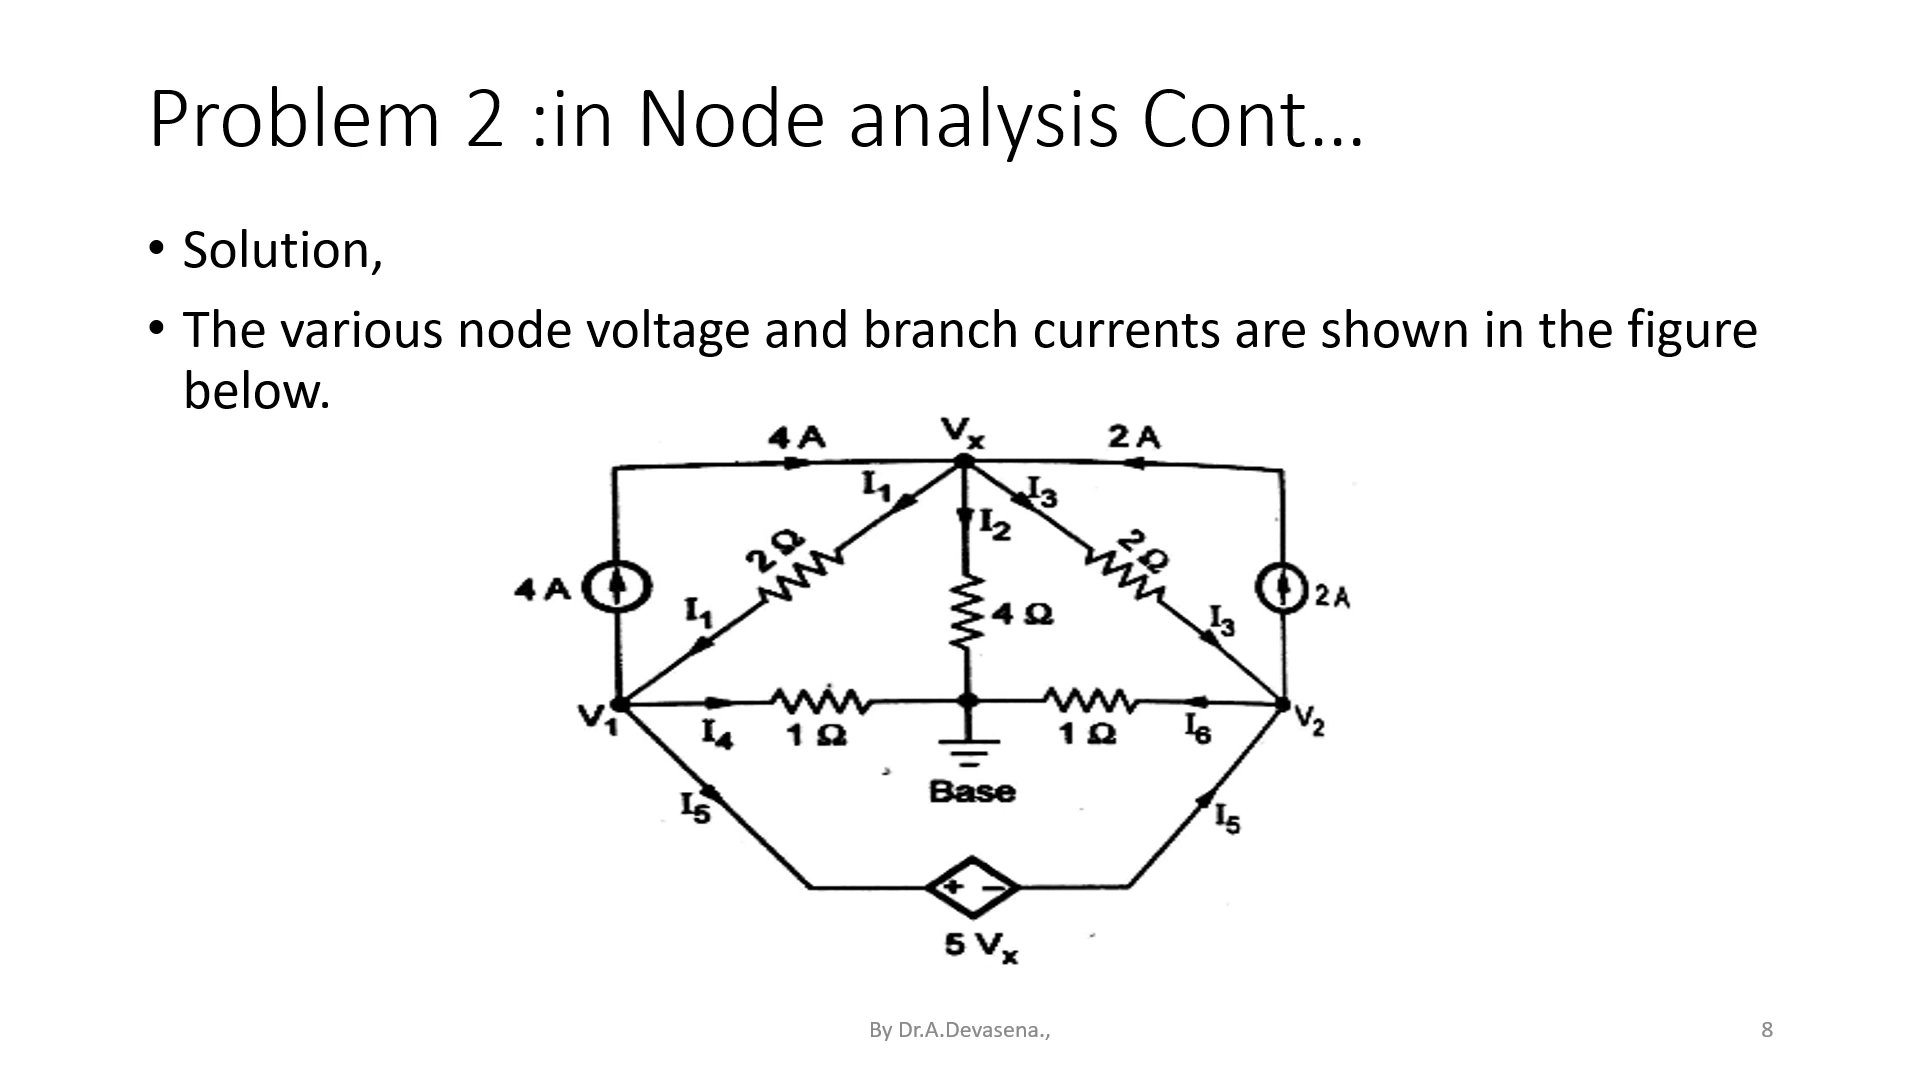 Problem 2 :in Node analysis Cont...
• Solution,
• The various node voltage and branch currents are shown in the figure
below.
4 A
Vx
2 A
I1
I3
I2
2 Ω
2 Ω
4 A
I1
4 Ω
I3
2 A
V1
I4
1 Ω
1 Ω
I6
V2
Base
I5
I5
+ −
5 Vx
By Dr.A.Devasena.,
8